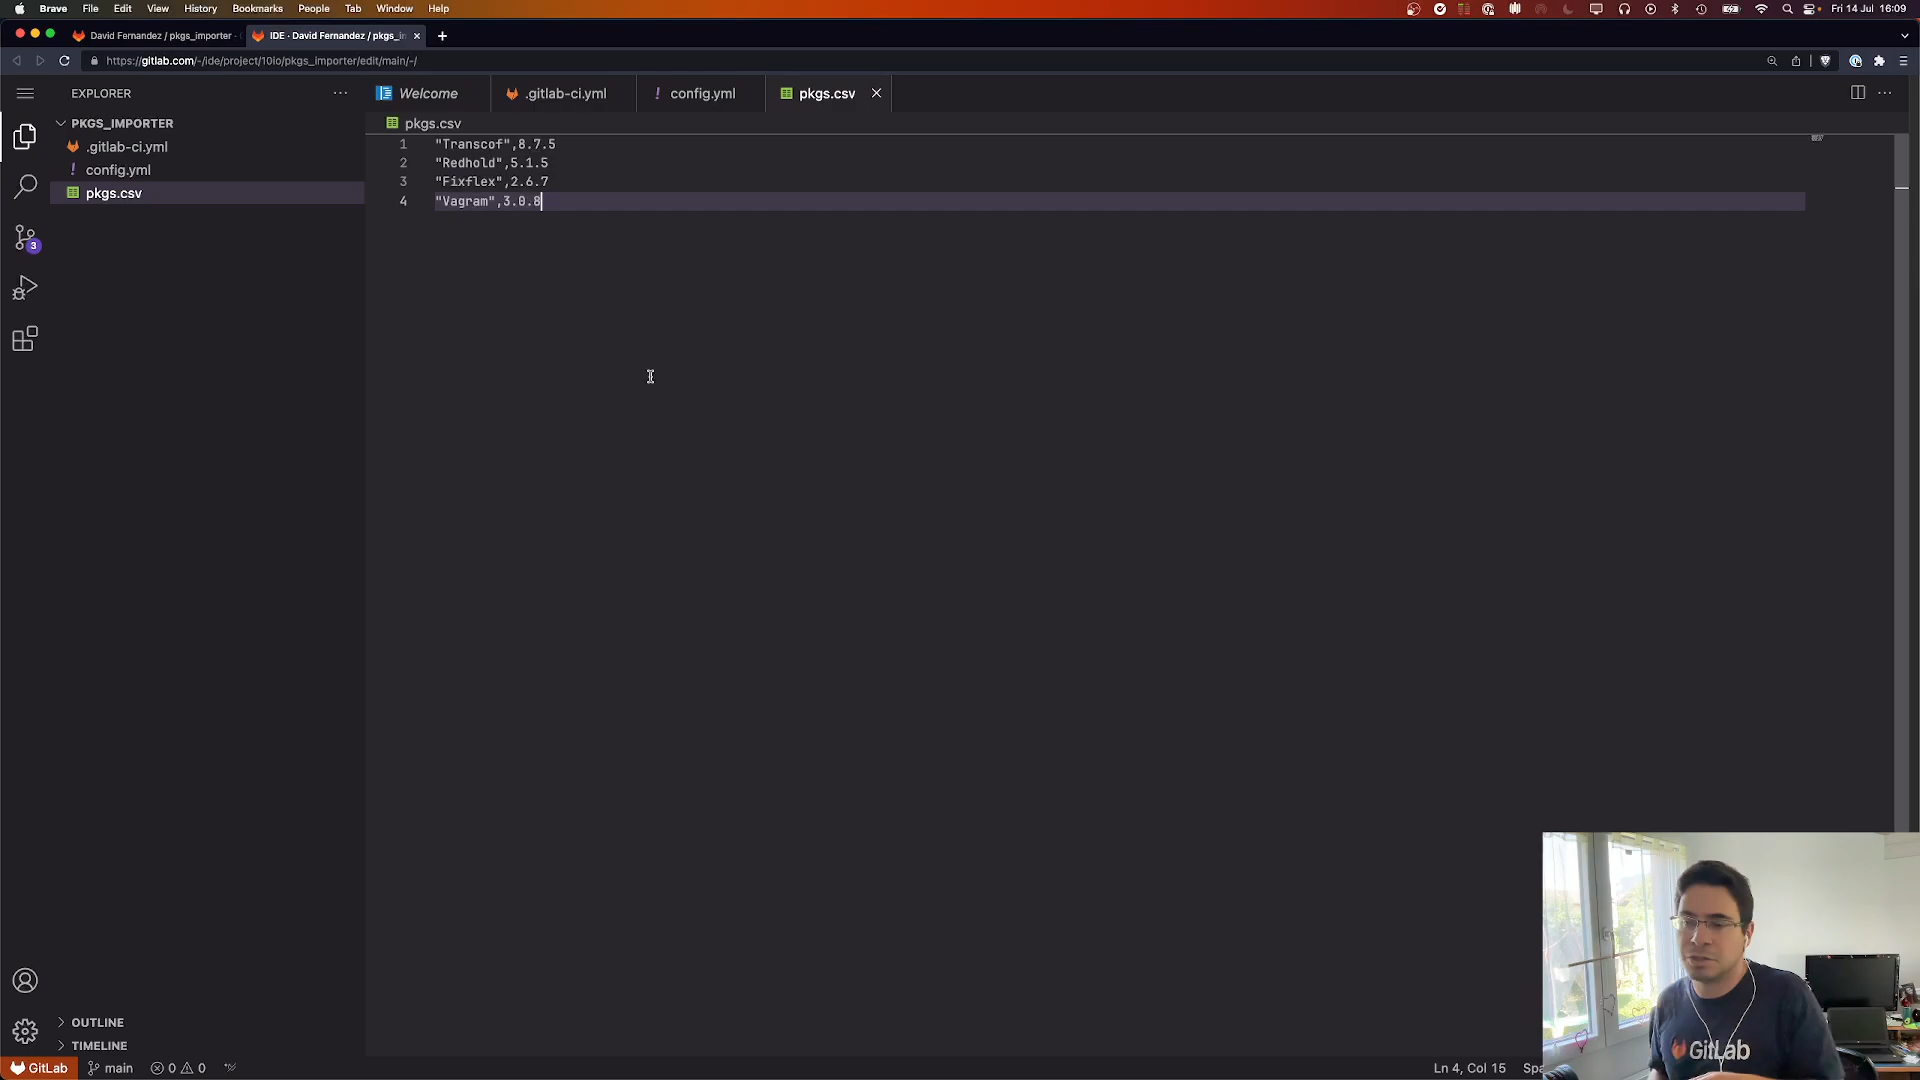 Brave File Edit View History Bookmarks People Tab Window Help Fri 14 Jul 16:09
David Fernandez / pkgs_importer · IDE · David Fernandez / pkgs_i
https://gitlab.com/-/ide/project/10io/pkgs_importer/edit/main/-/
EXPLORER
Welcome .gitlab-ci.yml config.yml pkgs.csv
PKGS_IMPORTER
pkgs.csv
.gitlab-ci.yml
config.yml
pkgs.csv
1 "Transcof",8.7.5
2 "Redhold",5.1.5
3 "Fixflex",2.6.7
4 "Vagram",3.0.8
3
OUTLINE
TIMELINE
GitLab main 0 0 Ln 4, Col 15 Spa
GitLab